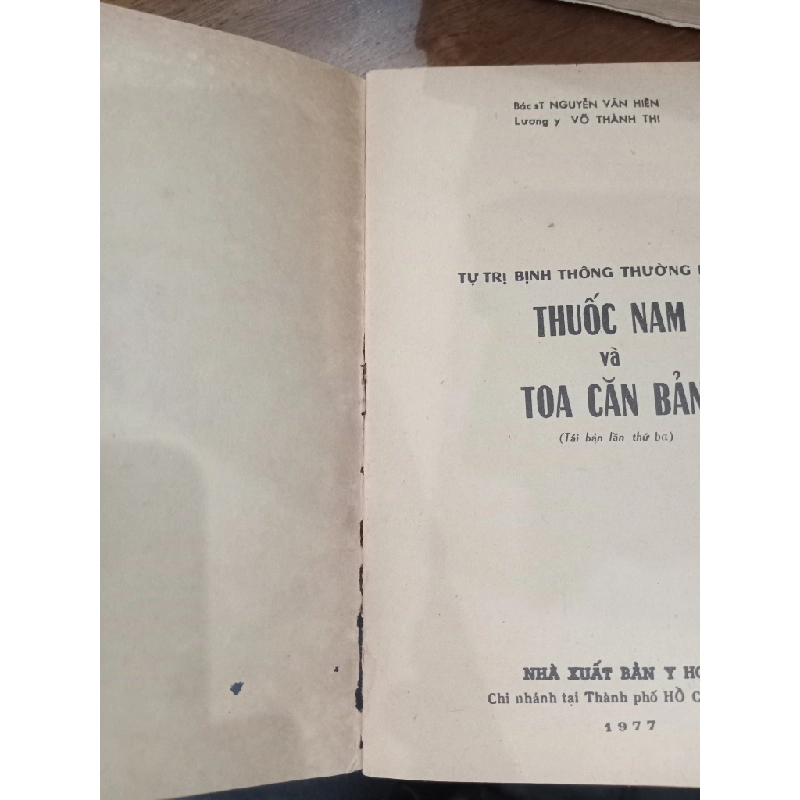 Bác sĩ NGUYỄN VĂN HIỀN
Lương y VÕ THÀNH THI
TỰ TRỊ BỊNH THÔNG THƯỜNG
THUỐC NAM
và
TOA CĂN BẢN
(Tái bản lần thứ ba)
NHÀ XUẤT BẢN Y HỌ
Chi nhánh tại Thành phố HỒ C
1977